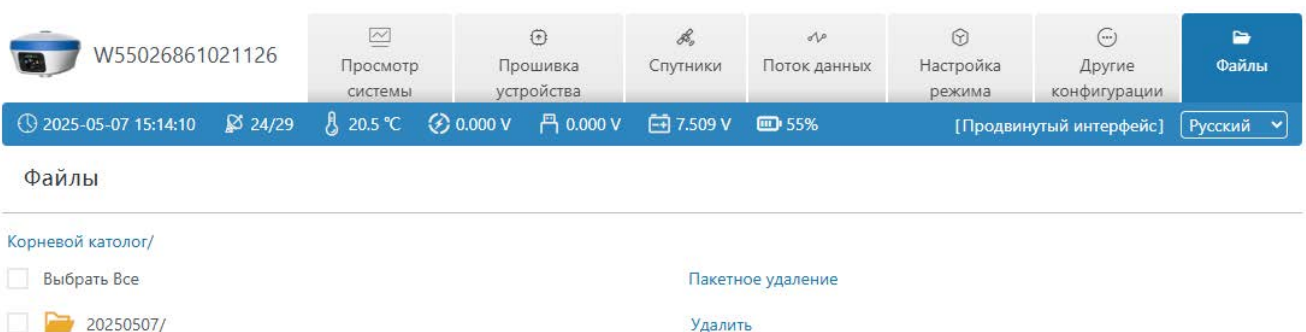 W55026861021126
Просмотр
системы
Прошивка
устройства
Спутники
Поток данных
Настройка
режима
Другие
конфигурации
Файлы
2025-05-07 15:14:10 24/29 20.5 ℃ 0.000 V 0.000 V 7.509 V 55% [Продвинутый интерфейс] Русский
Файлы
Корневой католог/
Выбрать Все Пакетное удаление
20250507/ Удалить